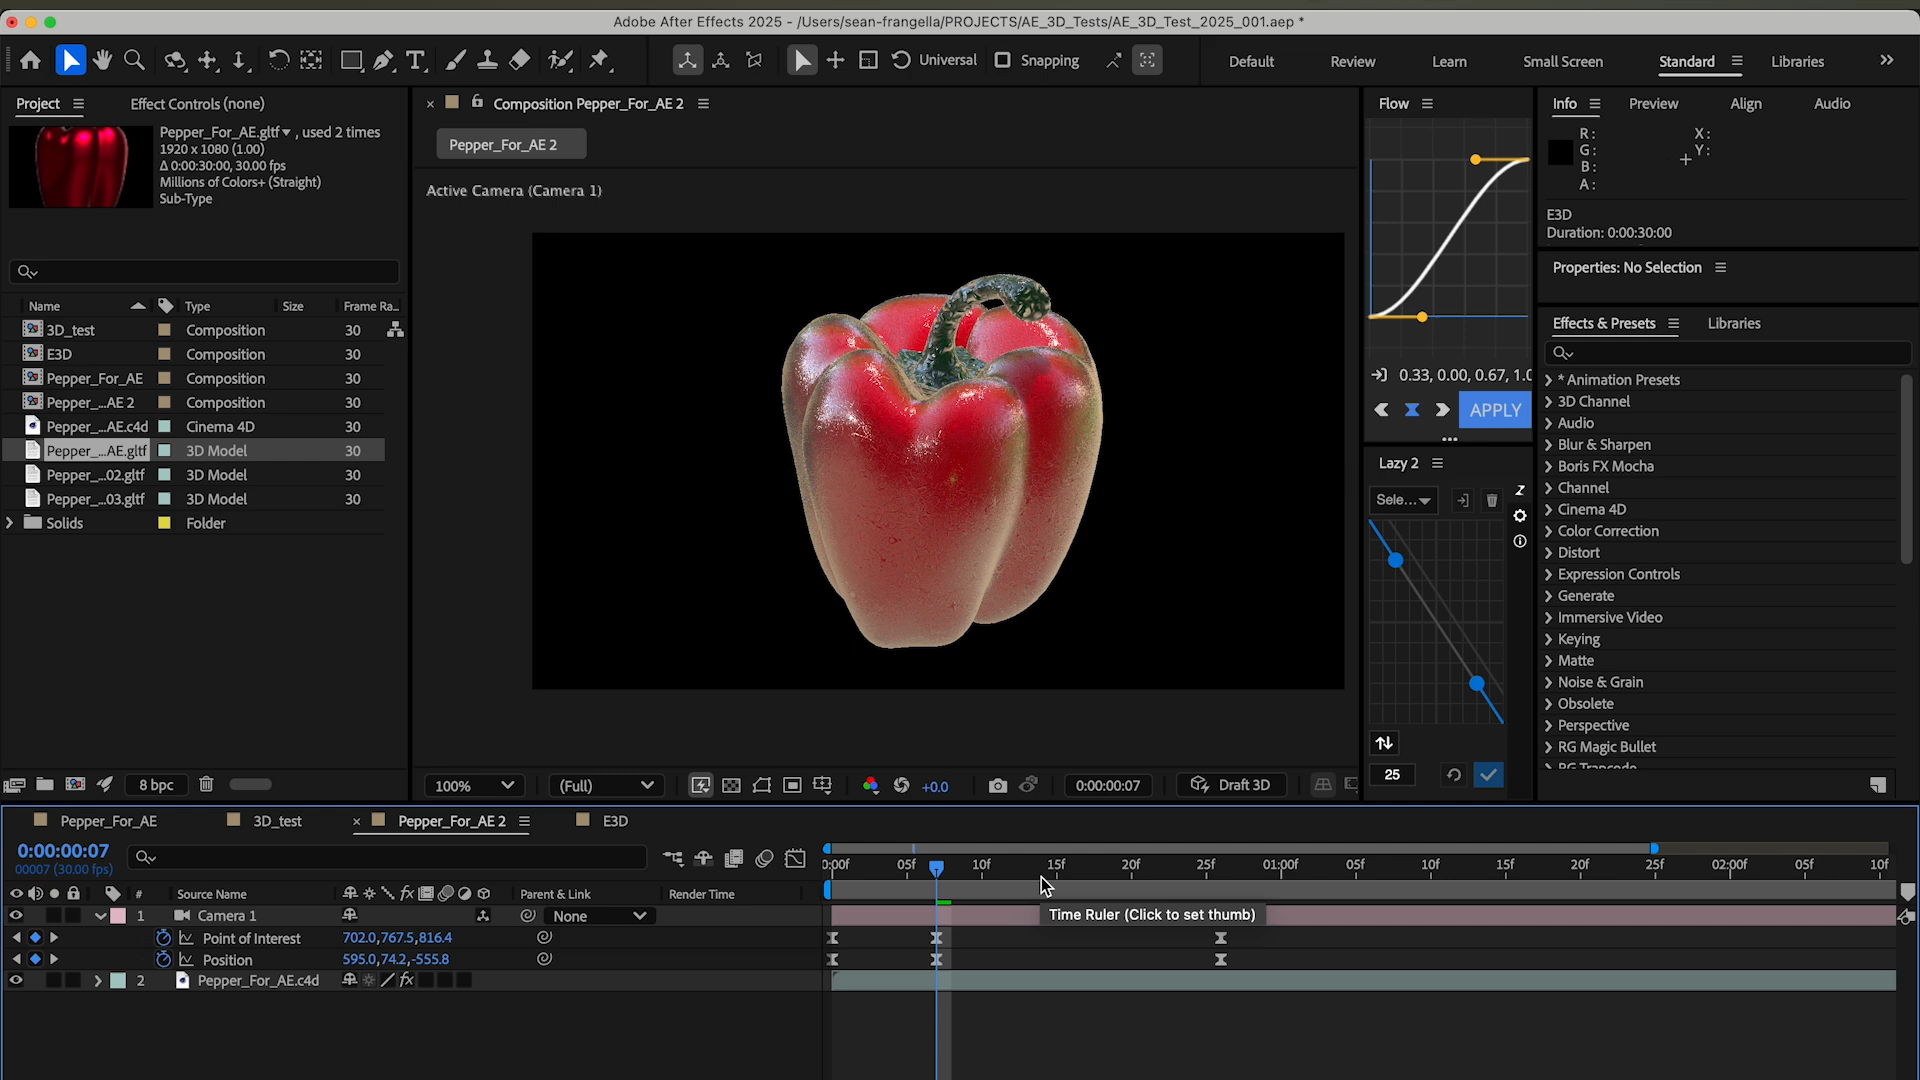 Adobe After Effects 2025 - /Users/sean-frangella/PROJECTS/AE_3D_Tests/AE_3D_Test_2025_001.aep *
Universal
Snapping
Default
Review
Learn
Small Screen
Standard
Libraries
Project
Effect Controls (none)
Pepper_For_AE.gltf , used 2 times
1920 x 1080 (1.00)
Δ 0:00:30:00, 30.00 fps
Millions of Colors+ (Straight)
Sub-Type
Name Type Size Frame Ra...
3D_test Composition 30
E3D Composition 30
Pepper_For_AE Composition 30
Pepper_...AE 2 Composition 30
Pepper_...AE.c4d Cinema 4D 30
Pepper_...AE.gltf 3D Model 30
Pepper_...02.gltf 3D Model 30
Pepper_...03.gltf 3D Model 30
Solids Folder
8 bpc
Composition Pepper_For_AE 2
Pepper_For_AE 2
Active Camera (Camera 1)
100%
(Full)
+0.0
0:00:00:07
Draft 3D
Flow
0.33, 0.00, 0.67, 1.0
APPLY
Lazy 2
Sele...
25
Info
Preview
Align
Audio
R:
G:
B:
A:
X:
Y:
E3D
Duration: 0:00:30:00
Properties: No Selection
Effects & Presets
Libraries
* Animation Presets
3D Channel
Audio
Blur & Sharpen
Boris FX Mocha
Channel
Cinema 4D
Color Correction
Distort
Expression Controls
Generate
Immersive Video
Keying
Matte
Noise & Grain
Obsolete
Perspective
RG Magic Bullet
RG Trapcode
Pepper_For_AE
3D_test
Pepper_For_AE 2
E3D
0:00:00:07
00007 (30.00 fps)
# Source Name fx Parent & Link Render Time
0:00f 05f 10f 15f 20f 25f 01:00f 05f 10f 15f 20f 25f 02:00f 05f 10f
1 Camera 1 None
Time Ruler (Click to set thumb)
Point of Interest 702.0,767.5,816.4
Position 595.0,74.2,-555.8
2 Pepper_For_AE.c4d fx